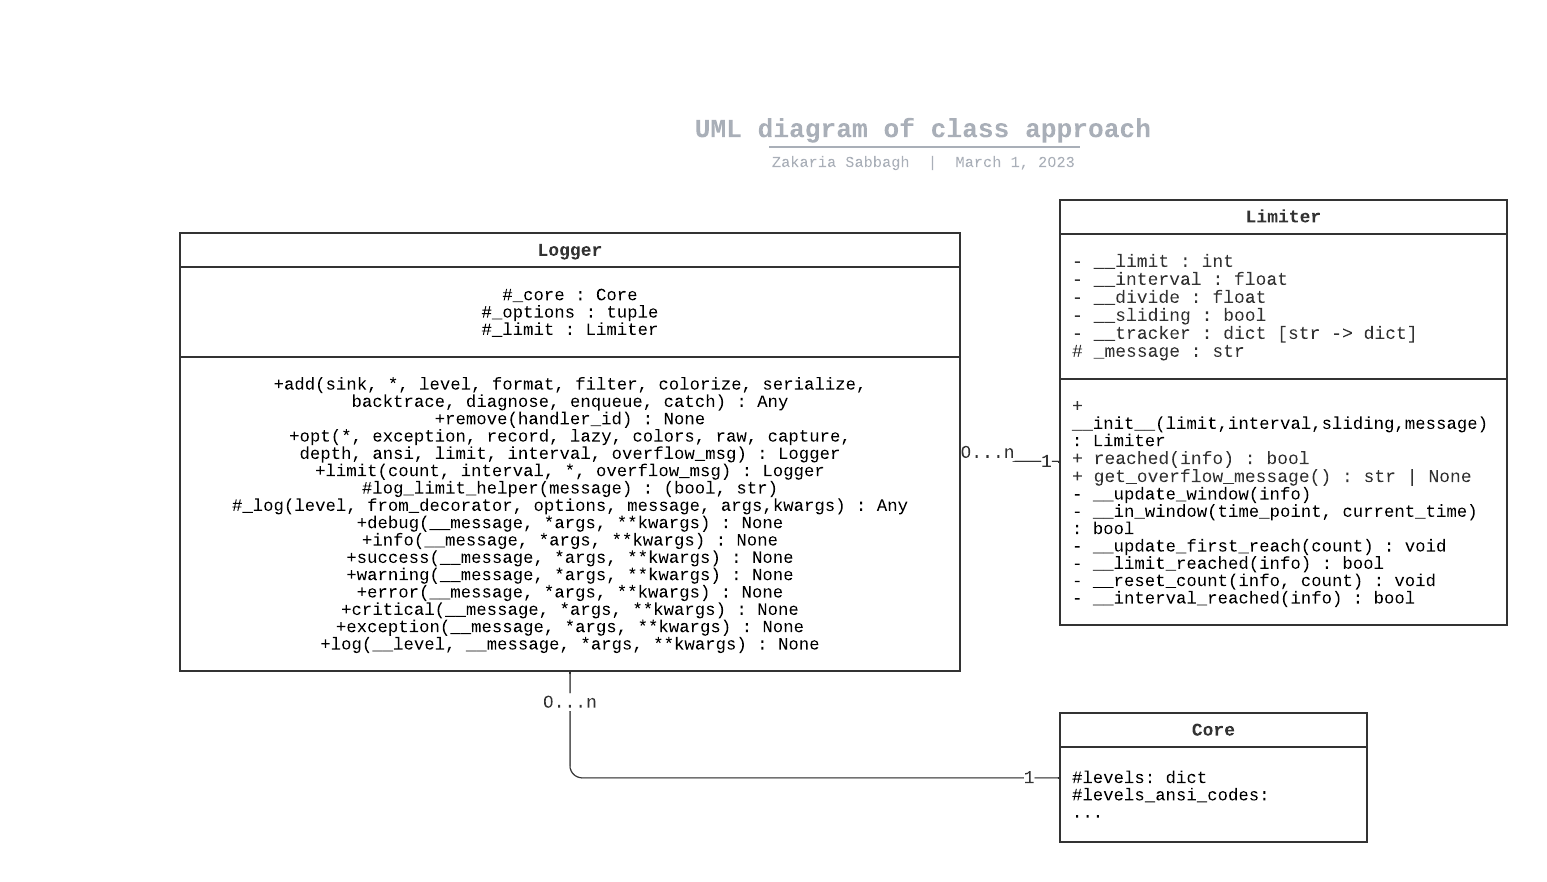 UML diagram of class approach
Zakaria Sabbagh | March 1, 2023
Logger
#_core : Core
#_options : tuple
#_limit : Limiter
+add(sink, *, level, format, filter, colorize, serialize,
backtrace, diagnose, enqueue, catch) : Any
+remove(handler_id) : None
+opt(*, exception, record, lazy, colors, raw, capture,
depth, ansi, limit, interval, overflow_msg) : Logger
+limit(count, interval, *, overflow_msg) : Logger
#log_limit_helper(message) : (bool, str)
#_log(level, from_decorator, options, message, args,kwargs) : Any
+debug(__message, *args, **kwargs) : None
+info(__message, *args, **kwargs) : None
+success(__message, *args, **kwargs) : None
+warning(__message, *args, **kwargs) : None
+error(__message, *args, **kwargs) : None
+critical(__message, *args, **kwargs) : None
+exception(__message, *args, **kwargs) : None
+log(__level, __message, *args, **kwargs) : None
0...n
1
Limiter
- __limit : int
- __interval : float
- __divide : float
- __sliding : bool
- __tracker : dict [str -> dict]
# _message : str
+
__init__(limit,interval,sliding,message)
: Limiter
+ reached(info) : bool
+ get_overflow_message() : str | None
- __update_window(info)
- __in_window(time_point, current_time)
: bool
- __update_first_reach(count) : void
- __limit_reached(info) : bool
- __reset_count(info, count) : void
- __interval_reached(info) : bool
0...n
1
Core
#levels: dict
#levels_ansi_codes:
...